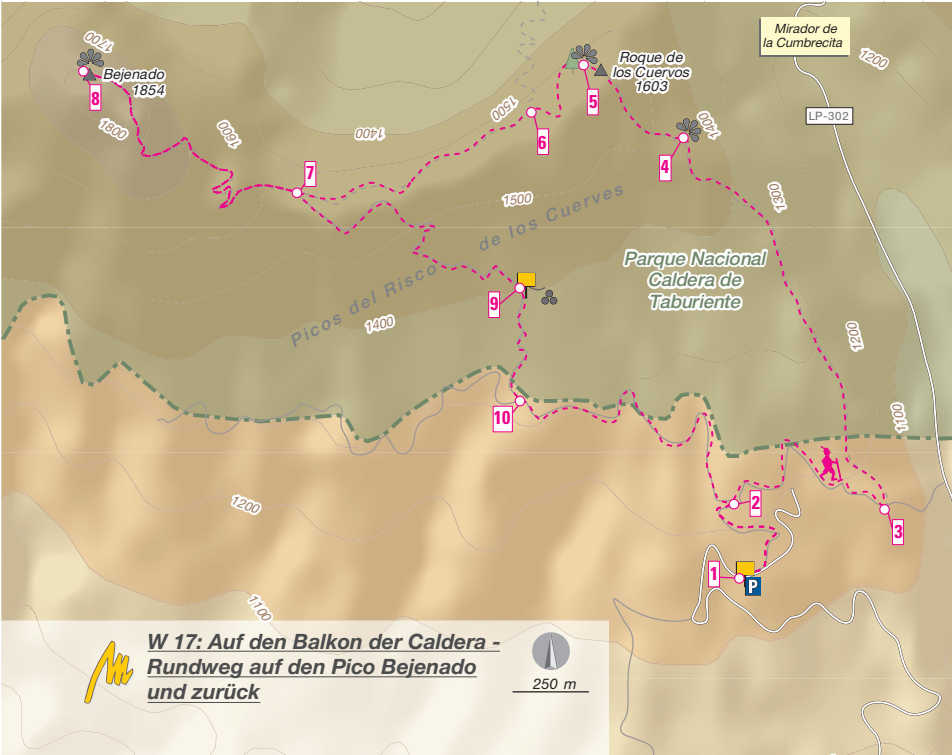 Mirador de
la Cumbrecita
1700
1200
Roque de
los Cuervos
1603
Bejenado
1854
8
5
1500
LP-302
1400
1800
1600
1400
6
4
7
1300
1500
Picos del Risco de los Cuerves
Parque Nacional
Caldera de
Taburiente
9
1400
1200
10
1100
1200
2
3
1
P
1100
W 17: Auf den Balkon der Caldera -
Rundweg auf den Pico Bejenado
und zurück
250 m